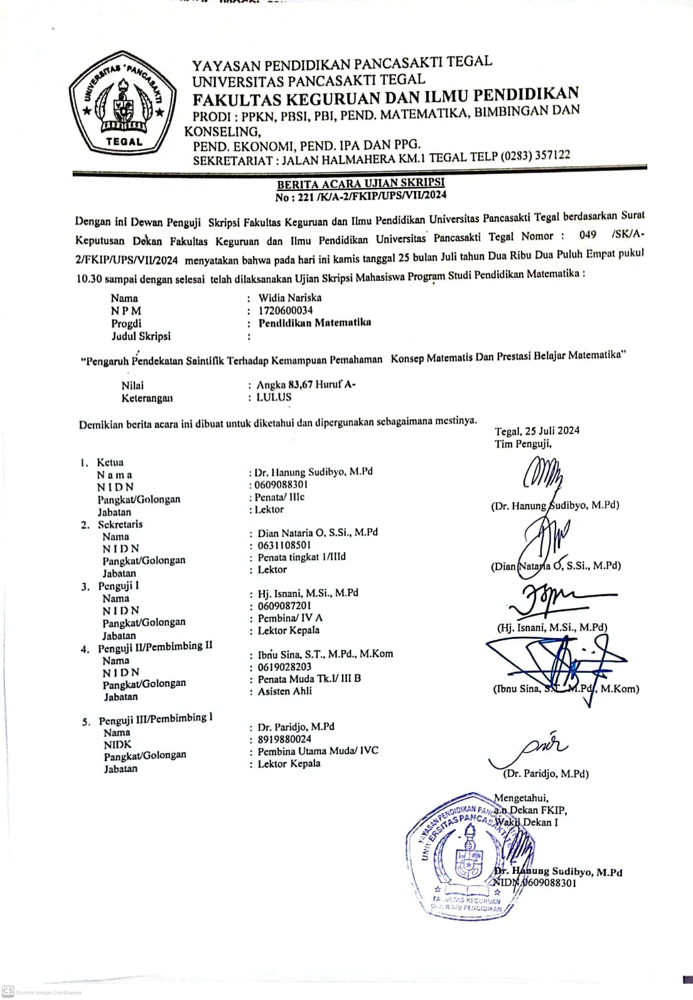 UNIVERSITAS PANCASAKTI
TEGAL
YAYASAN PENDIDIKAN PANCASAKTI TEGAL
UNIVERSITAS PANCASAKTI TEGAL
FAKULTAS KEGURUAN DAN ILMU PENDIDIKAN
PRODI : PPKN, PBSI, PBI, PEND. MATEMATIKA, BIMBINGAN DAN
KONSELING,
PEND. EKONOMI, PEND. IPA DAN PPG.
SEKRETARIAT : JALAN HALMAHERA KM.1 TEGAL TELP (0283) 357122
BERITA ACARA UJIAN SKRIPSI
No : 221 /K/A-2/FKIP/UPS/VII/2024
Dengan ini Dewan Penguji Skripsi Fakultas Keguruan dan Ilmu Pendidikan Universitas Pancasakti Tegal berdasarkan Surat
Keputusan Dekan Fakultas Keguruan dan Ilmu Pendidikan Universitas Pancasakti Tegal Nomor : 049 /SK/A-
2/FKIP/UPS/VII/2024 menyatakan bahwa pada hari ini kamis tanggal 25 bulan Juli tahun Dua Ribu Dua Puluh Empat pukul
10.30 sampai dengan selesai telah dilaksanakan Ujian Skripsi Mahasiswa Program Studi Pendidikan Matematika :
Nama : Widia Nariska
N P M : 1720600034
Progdi : Pendidikan Matematika
Judul Skripsi :
“Pengaruh Pendekatan Saintifik Terhadap Kemampuan Pemahaman Konsep Matematis Dan Prestasi Belajar Matematika”
Nilai : Angka 83,67 Huruf A-
Keterangan : LULUS
Demikian berita acara ini dibuat untuk diketahui dan dipergunakan sebagaimana mestinya.
Tegal, 25 Juli 2024
Tim Penguji,
1. Ketua
N a m a : Dr. Hanung Sudibyo, M.Pd
N I D N : 0609088301
Pangkat/Golongan : Penata/ IIIc
Jabatan : Lektor
(Dr. Hanung Sudibyo, M.Pd)
2. Sekretaris
Nama : Dian Nataria O, S.Si., M.Pd
N I D N : 0631108501
Pangkat/Golongan : Penata tingkat 1/IIId
Jabatan : Lektor
(Dian Nataria O, S.Si., M.Pd)
3. Penguji I
Nama : Hj. Isnani, M.Si., M.Pd
N I D N : 0609087201
Pangkat/Golongan : Pembina/ IV A
Jabatan : Lektor Kepala
(Hj. Isnani, M.Si., M.Pd)
4. Penguji II/Pembimbing II
Nama : Ibnu Sina, S.T., M.Pd., M.Kom
N I D N : 0619028203
Pangkat/Golongan : Penata Muda Tk.I/ III B
Jabatan : Asisten Ahli
(Ibnu Sina, S.T., M.Pd., M.Kom)
5. Penguji III/Pembimbing I
Nama : Dr. Paridjo, M.Pd
NIDK : 8919880024
Pangkat/Golongan : Pembina Utama Muda/ IVC
Jabatan : Lektor Kepala
(Dr. Paridjo, M.Pd)
Mengetahui,
a.n Dekan FKIP,
Wakil Dekan I
YAYASAN PENDIDIKAN PANCASAKTI
UNIVERSITAS PANCASAKTI TEGAL
FAKULTAS KEGURUAN
DAN ILMU PENDIDIKAN
Dr. Hanung Sudibyo, M.Pd
NIDN.0609088301
CS Dipindai dengan CamScanner